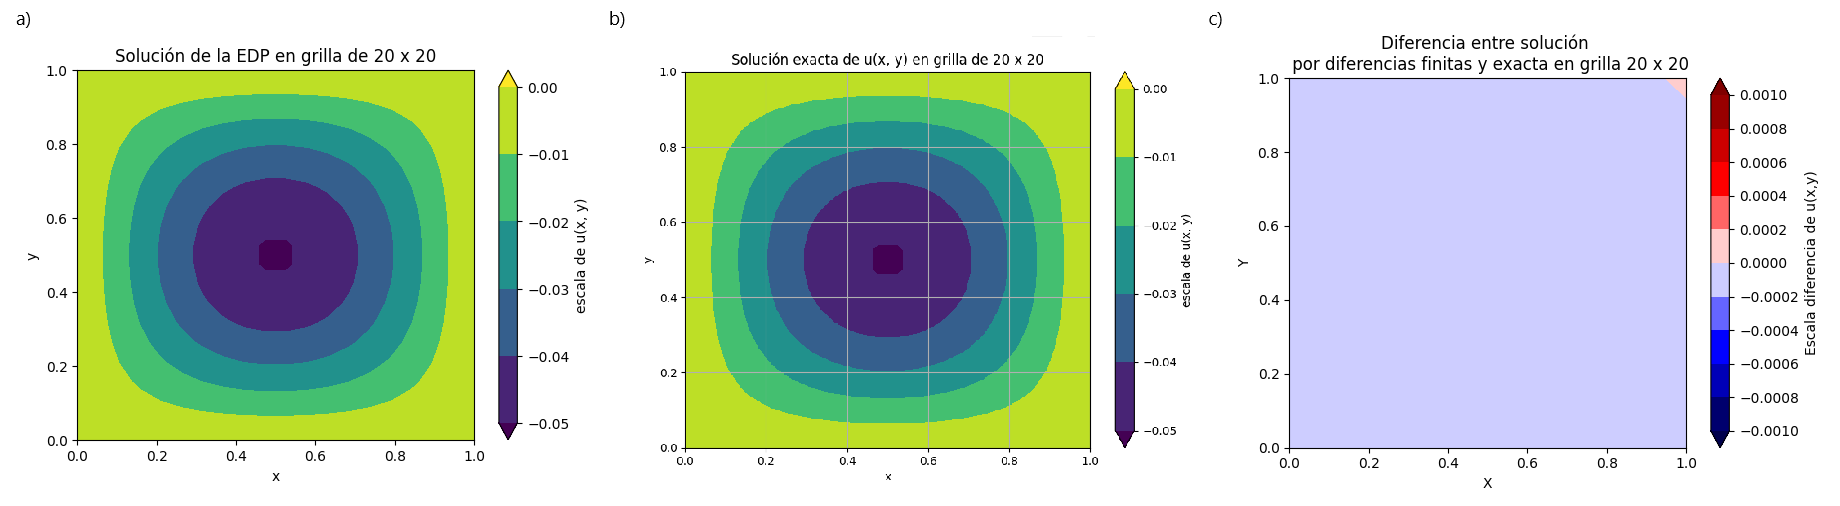 a)
Solución de la EDP en grilla de 20 x 20
1.0
0.8
0.6
0.4
0.2
0.0
y
0.0 0.2 0.4 0.6 0.8 1.0
x
0.00
−0.01
−0.02
−0.03
−0.04
−0.05
escala de u(x, y)
b)
Solución exacta de u(x, y) en grilla de 20 x 20
1.0
0.8
0.6
0.4
0.2
0.0
y
0.0 0.2 0.4 0.6 0.8 1.0
x
0.00
−0.01
−0.02
−0.03
−0.04
−0.05
escala de u(x, y)
c)
Diferencia entre solución
por diferencias finitas y exacta en grilla 20 x 20
1.0
0.8
0.6
0.4
0.2
0.0
Y
0.0 0.2 0.4 0.6 0.8 1.0
X
0.0010
0.0008
0.0006
0.0004
0.0002
0.0000
−0.0002
−0.0004
−0.0006
−0.0008
−0.0010
Escala diferencia de u(x,y)